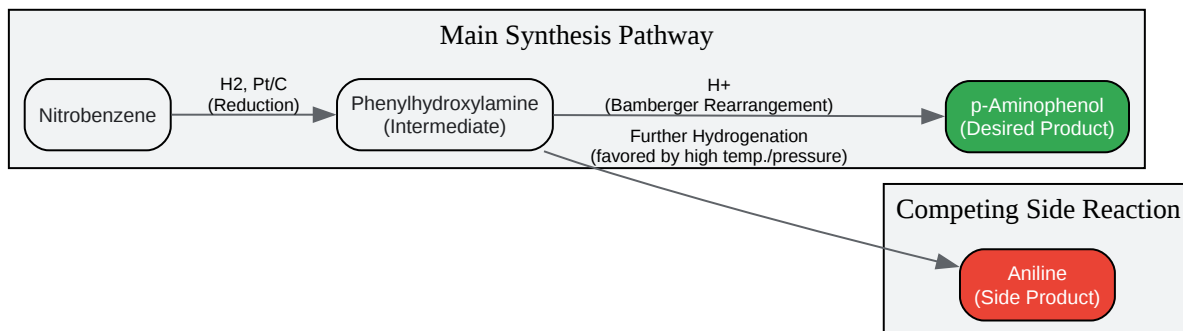 Main Synthesis Pathway
Nitrobenzene
H2, Pt/C
(Reduction)
Phenylhydroxylamine
(Intermediate)
H+
(Bamberger Rearrangement)
Further Hydrogenation
(favored by high temp./pressure)
p-Aminophenol
(Desired Product)
Competing Side Reaction
Aniline
(Side Product)